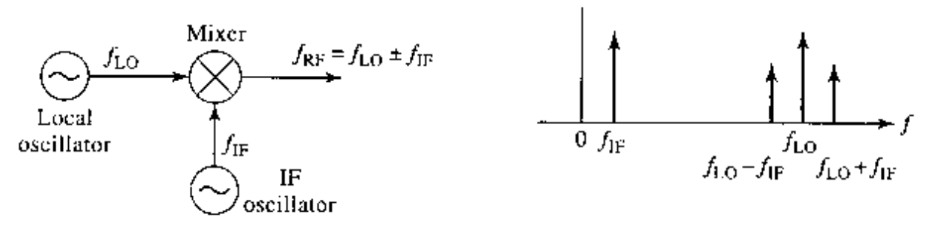 Mixer
f_LO
f_RF = f_LO ± f_IF
Local
oscillator
f_IF
IF
oscillator
0 f_IF
f_LO
f
f_LO − f_IF
f_LO + f_IF